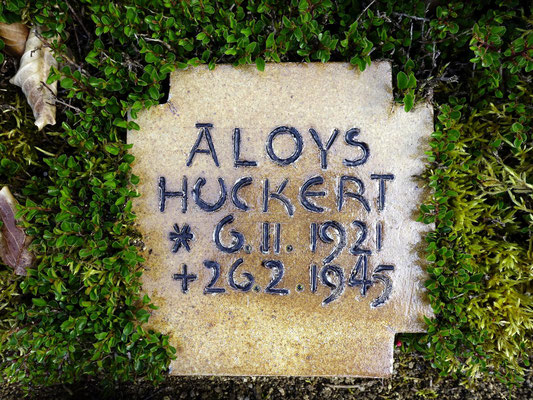 ALOYS
HUCKERT
* 6.11.1921
+26.2.1945